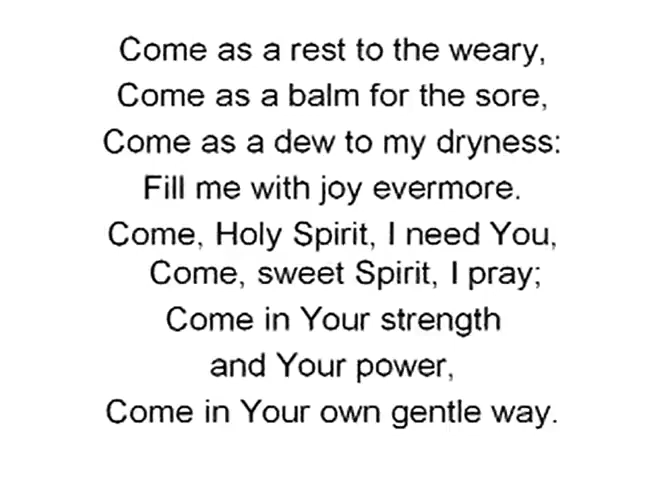 Come as a rest to the weary,
Come as a balm for the sore,
Come as a dew to my dryness:
Fill me with joy evermore.
Come, Holy Spirit, I need You,
Come, sweet Spirit, I pray;
Come in Your strength
and Your power,
Come in Your own gentle way.